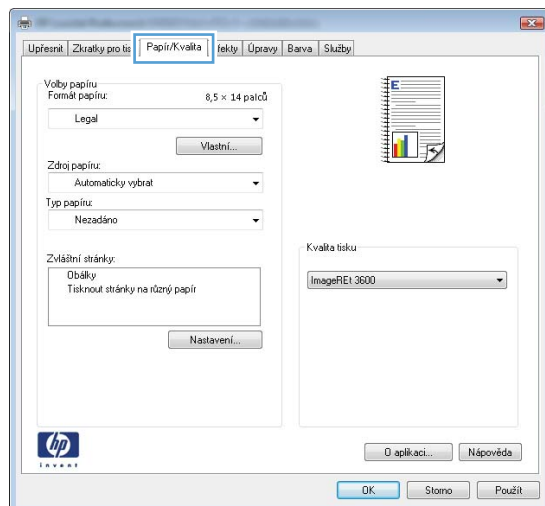 Upřesnit Zkratky pro tis Papír/Kvalita fekty Úpravy Barva Služby
Volby papíru
Formát papíru: 8,5 × 14 palců
Legal
Vlastní...
Zdroj papíru:
Automaticky vybrat
Typ papíru:
Nezadáno
Zvláštní stránky:
Obálky
Tisknout stránky na různý papír
Nastavení...
E
Kvalita tisku
ImageREt 3600
hp
invent
O aplikaci... Nápověda
OK Storno Použít